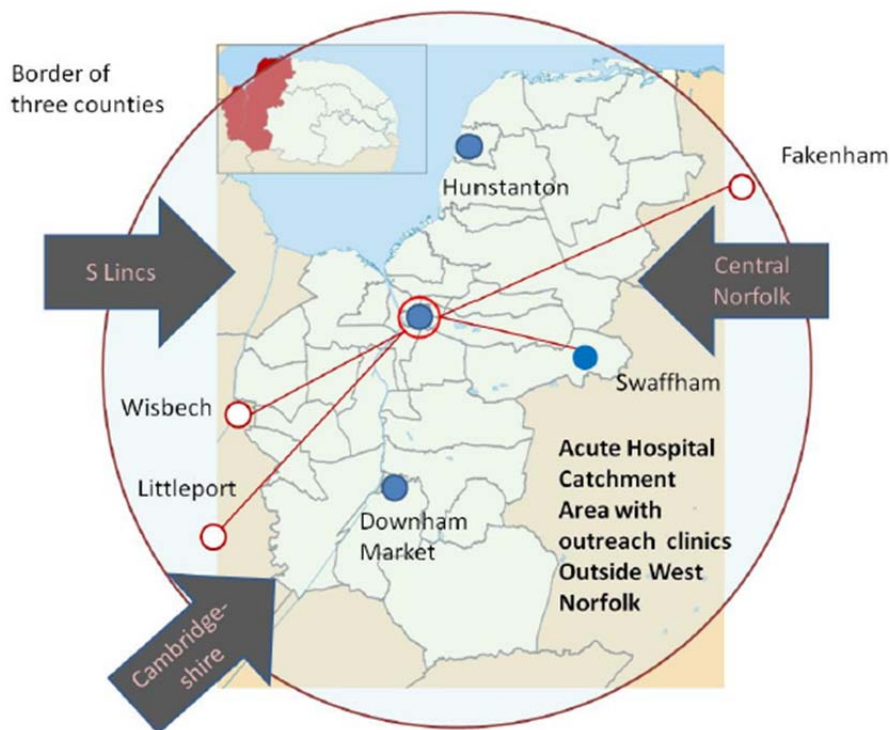 Border of
three counties
Fakenham
Hunstanton
S Lincs
Central
Norfolk
Swaffham
Wisbech
Littleport
Downham
Market
Acute Hospital
Catchment
Area with
outreach clinics
Outside West
Norfolk
Cambridge-
shire